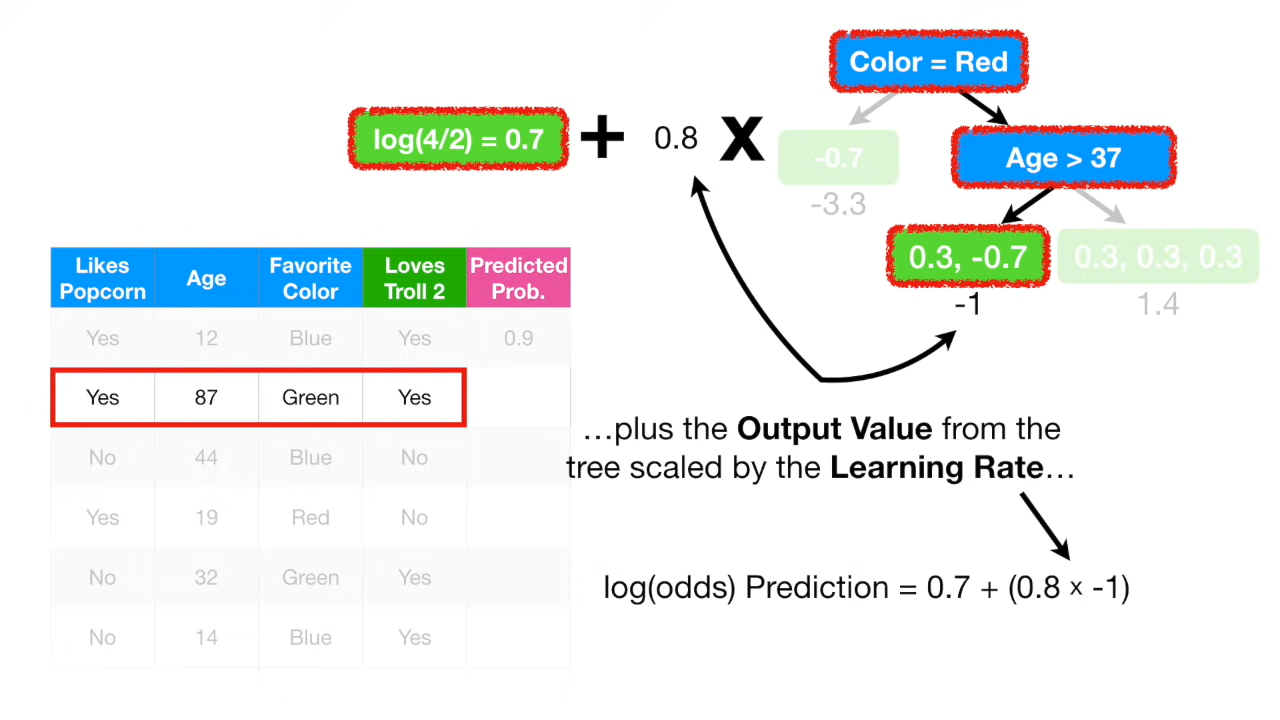 Color = Red
log(4/2) = 0.7 + 0.8 X
-0.7
Age > 37
-3.3
0.3, -0.7
0.3, 0.3, 0.3
-1
1.4
Likes Popcorn Age Favorite Color Loves Troll 2 Predicted Prob.
Yes 12 Blue Yes 0.9
Yes 87 Green Yes
No 44 Blue No
Yes 19 Red No
No 32 Green Yes
No 14 Blue Yes
…plus the Output Value from the
tree scaled by the Learning Rate…
log(odds) Prediction = 0.7 + (0.8 x -1)